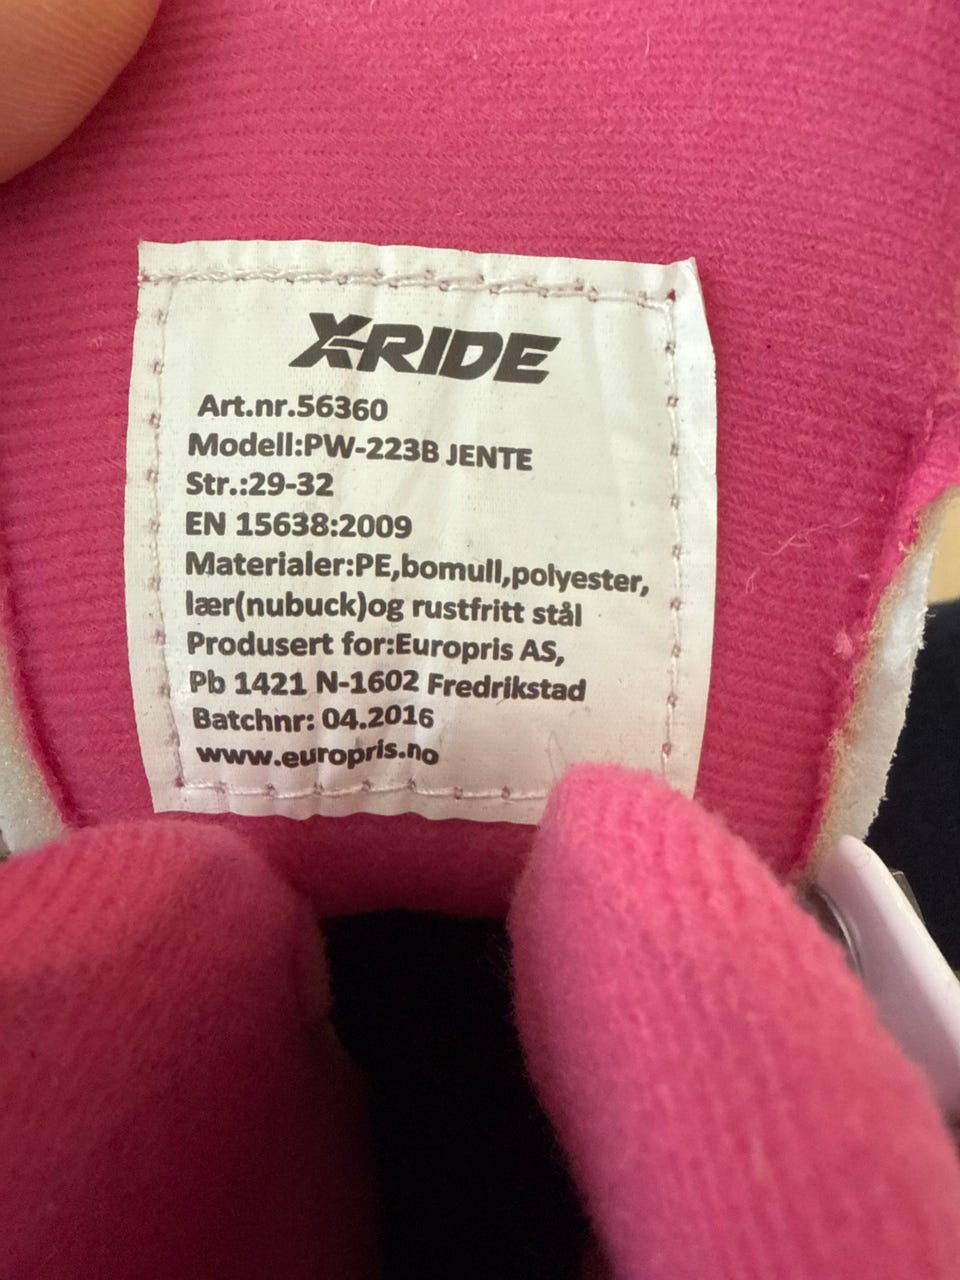 X-RIDE
Art.nr.56360
Modell:PW-223B JENTE
Str.:29-32
EN 15638:2009
Materialer:PE,bomull,polyester,
lær(nubuck)og rustfritt stål
Produsert for:Europris AS,
Pb 1421 N-1602 Fredrikstad
Batchnr: 04.2016
www.europris.no